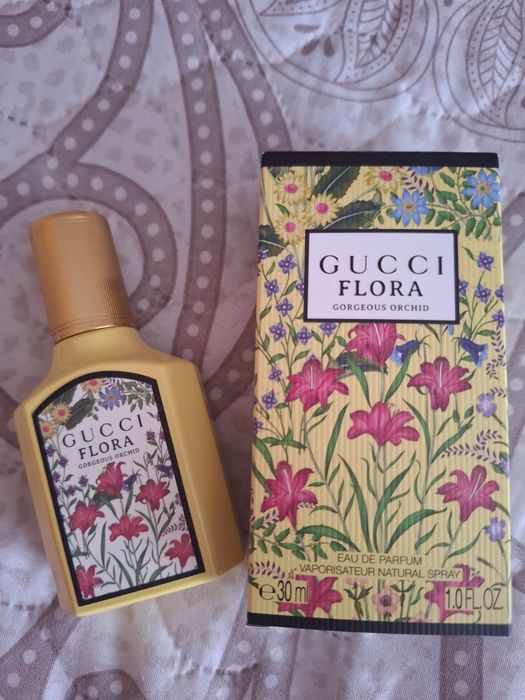 GUCCI
FLORA
GORGEOUS ORCHID
GUCCI
FLORA
GORGEOUS ORCHID
EAU DE PARFUM
VAPORISATEUR NATURAL SPRAY
℮30 ml 1.0 FL.OZ.